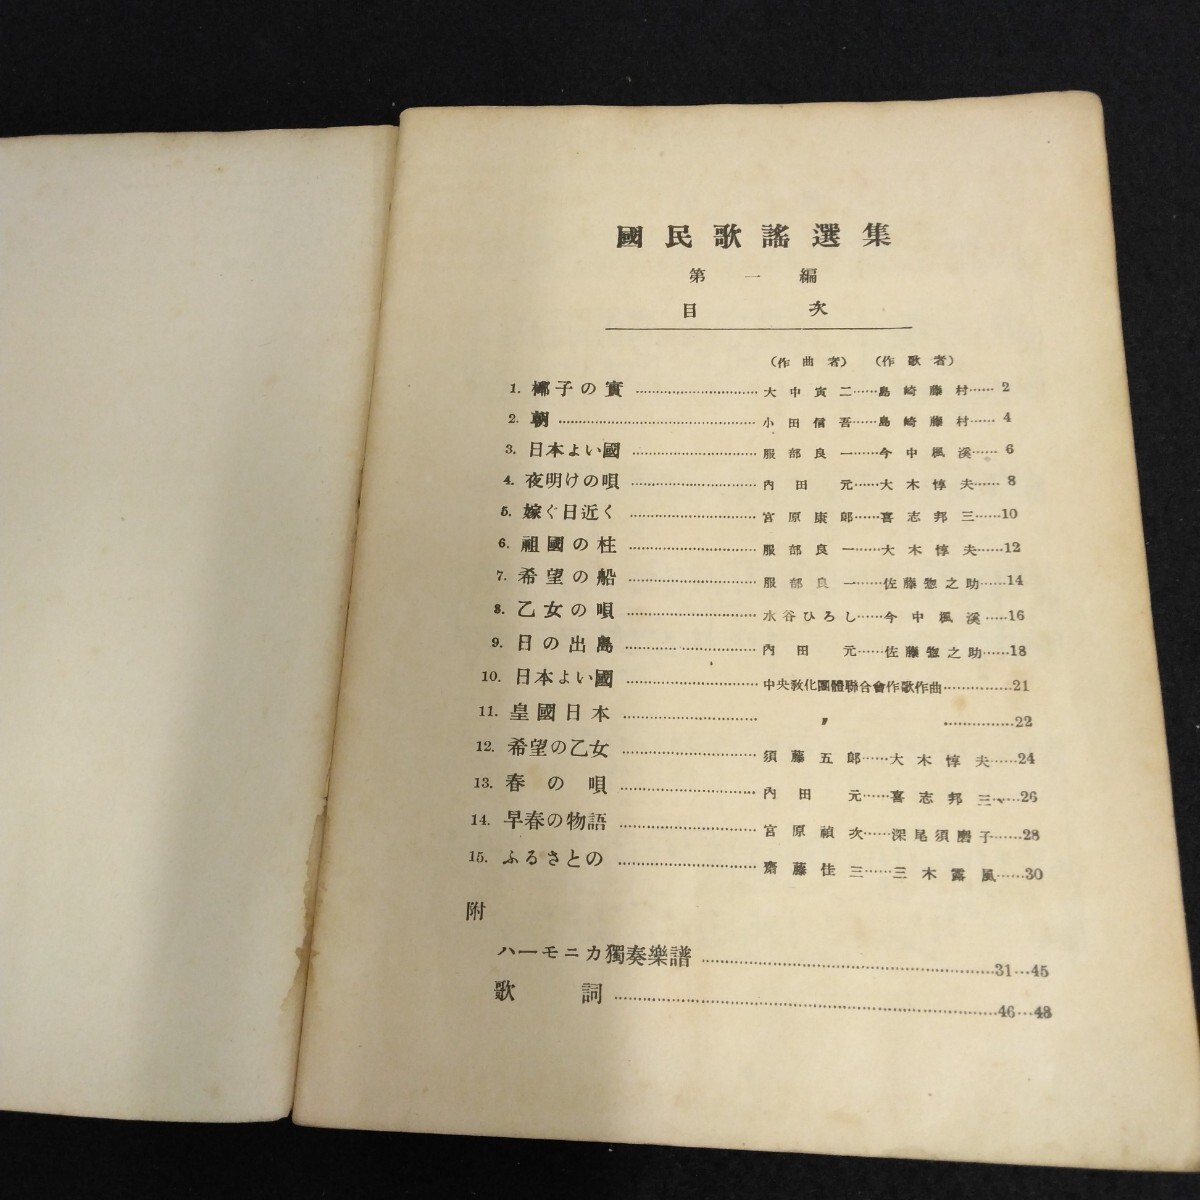 國民歌謠選集
第一編
目次
(作曲者) (作歌者)
1. 椰子の實 大中寅二 島崎藤村 2
2. 朝 小田信吾 島崎藤村 4
3. 日本よい國 服部良一 今中楓溪 6
4. 夜明けの唄 內田元 大木惇夫 8
5. 嫁ぐ日近く 宮原康郎 喜志邦三 10
6. 祖國の柱 服部良一 大木惇夫 12
7. 希望の船 服部良一 佐藤惣之助 14
8. 乙女の唄 水谷ひろし 今中楓溪 16
9. 日の出島 內田元 佐藤惣之助 18
10. 日本よい國 中央教化團體聯合會作歌作曲 21
11. 皇國日本 〃 22
12. 希望の乙女 須藤五郎 大木惇夫 24
13. 春の唄 內田元 喜志邦三 26
14. 早春の物語 宮原禎次 深尾須磨子 28
15. ふるさとの 齋藤佳三 三木露風 30
附
ハーモニカ獨奏樂譜 31…45
歌詞 46…48